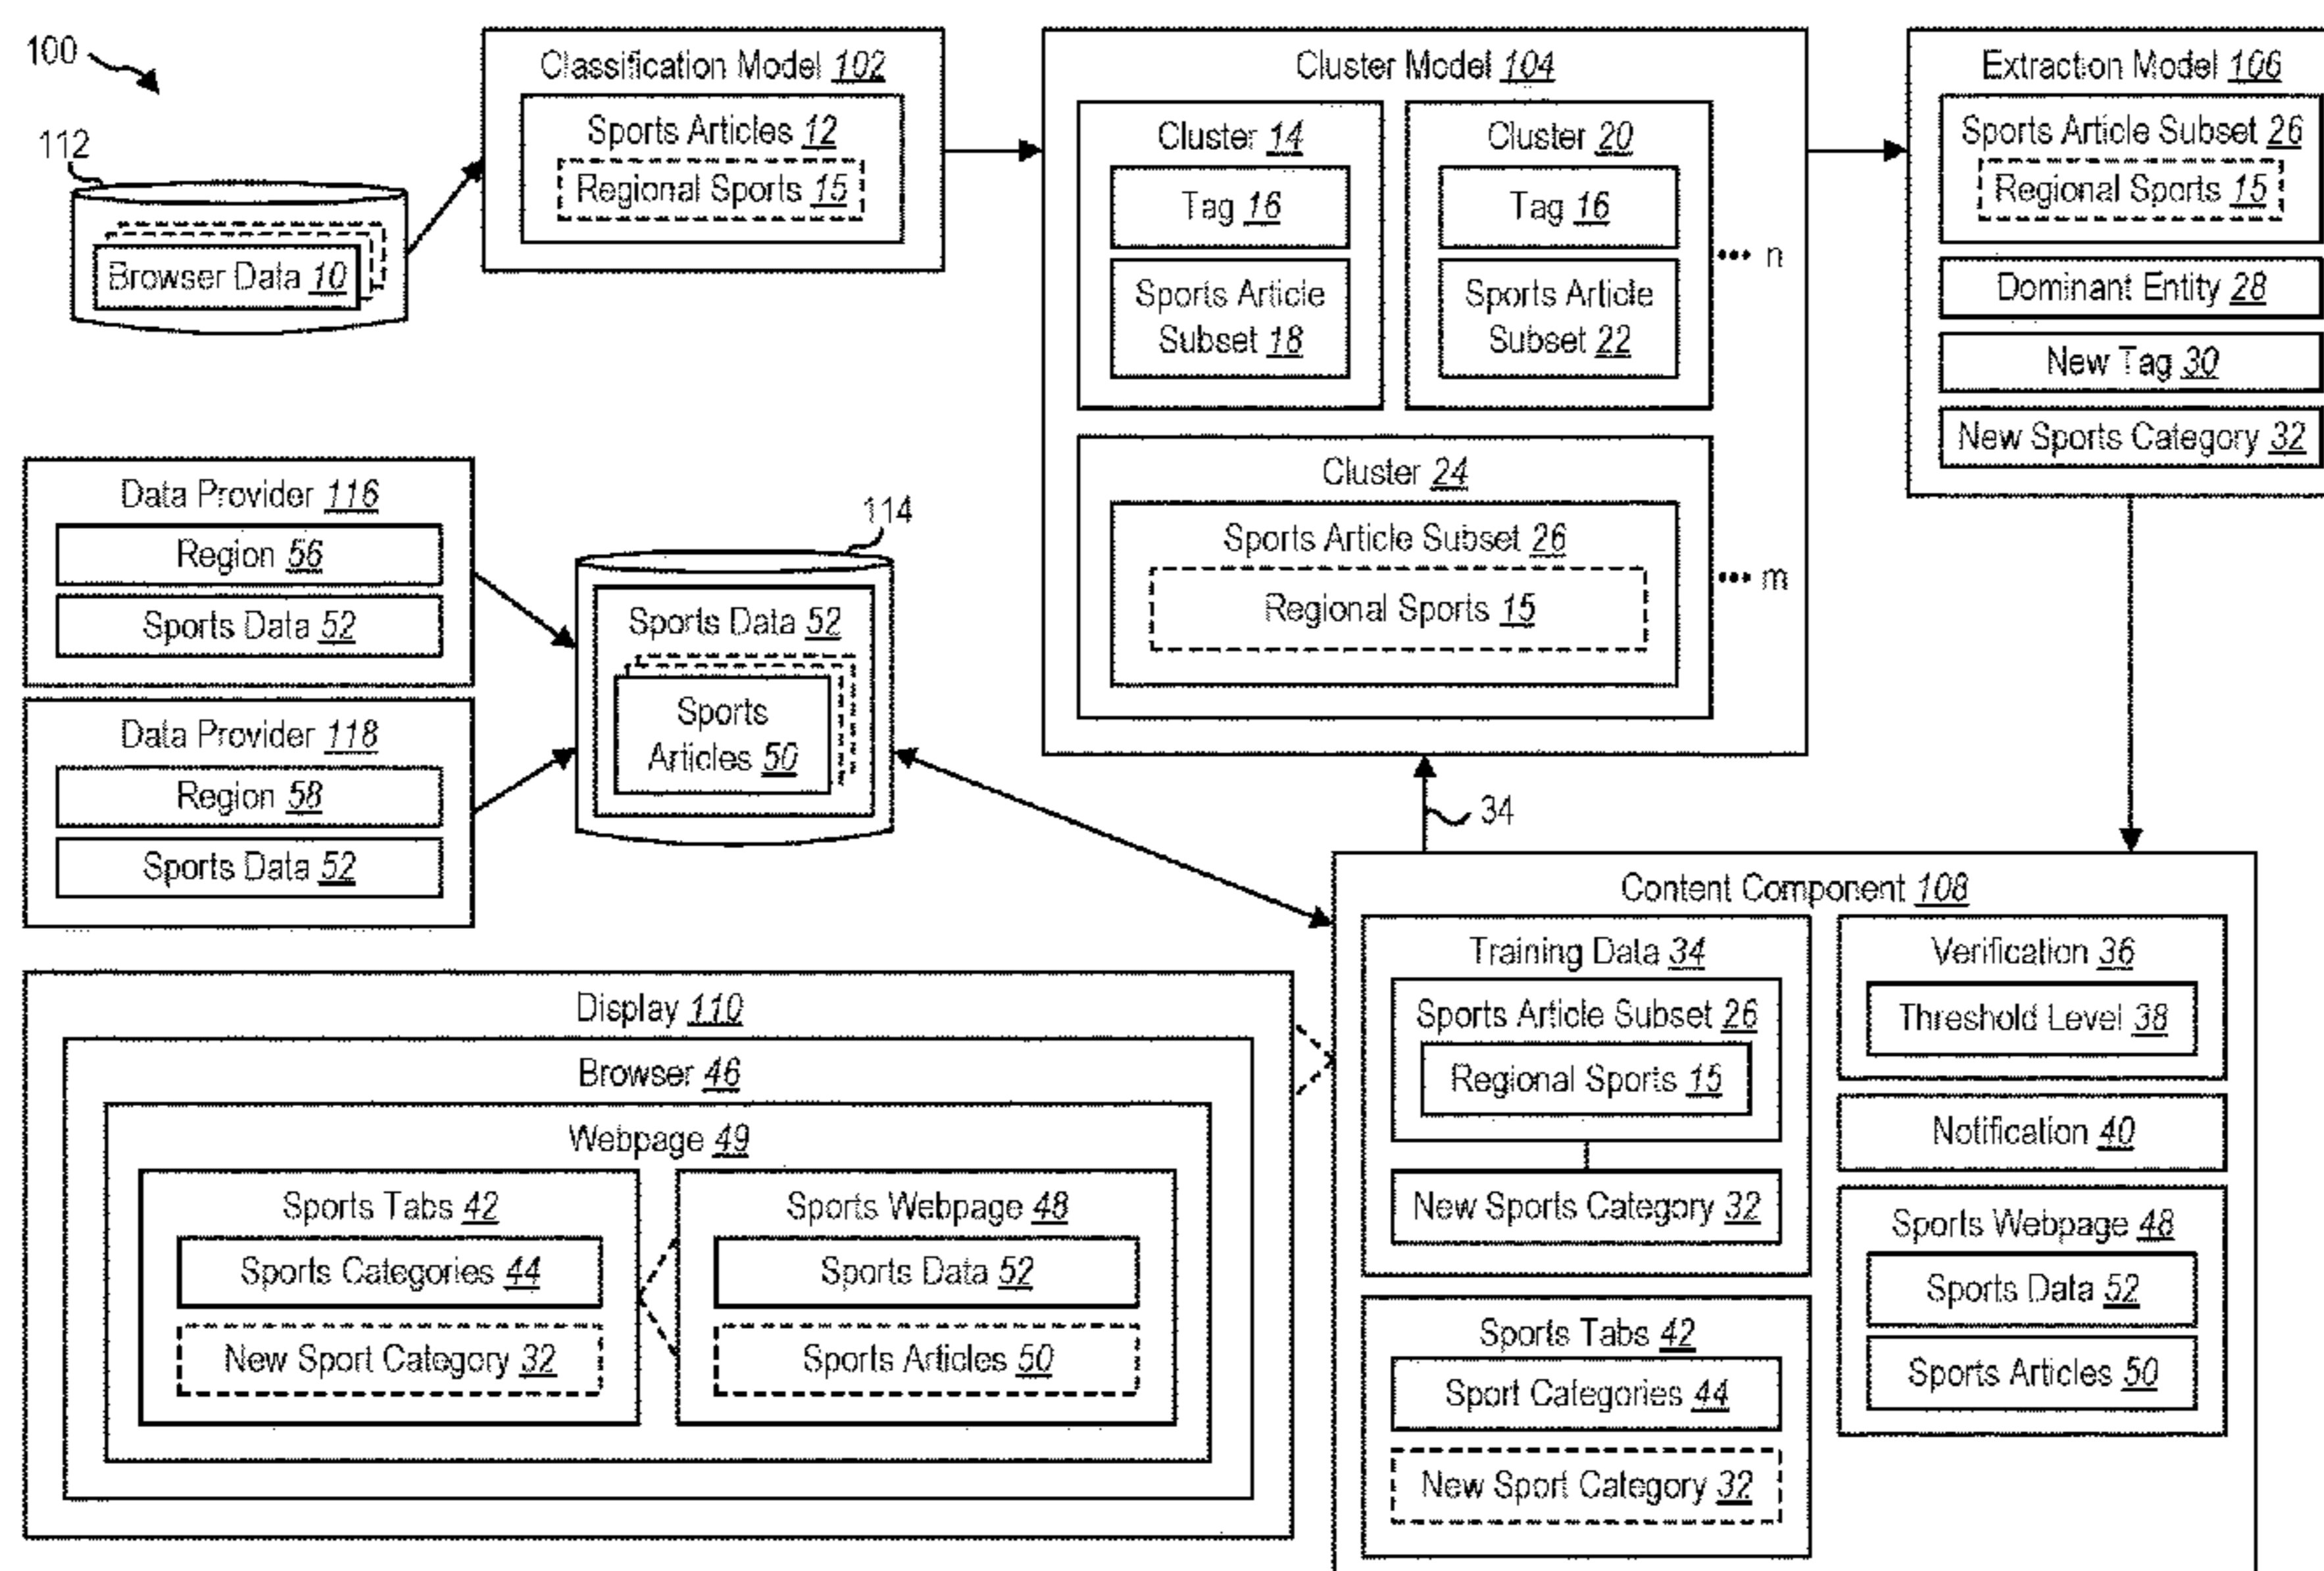 100
112
Browser Data 10
Classification Model 102
Sports Articles 12
Regional Sports 15
Cluster Model 104
Cluster 14
Tag 16
Sports Article
Subset 18
Cluster 20
Tag 16
Sports Article
Subset 22
••• n
Cluster 24
Sports Article Subset 26
Regional Sports 15
••• m
Extraction Model 106
Sports Article Subset 26
Regional Sports 15
Dominant Entity 28
New Tag 30
New Sports Category 32
Data Provider 116
Region 56
Sports Data 52
Data Provider 118
Region 58
Sports Data 52
114
Sports Data 52
Sports
Articles 50
34
Content Component 108
Training Data 34
Sports Article Subset 26
Regional Sports 15
New Sports Category 32
Sports Tabs 42
Sport Categories 44
New Sport Category 32
Verification 36
Threshold Level 38
Notification 40
Sports Webpage 48
Sports Data 52
Sports Articles 50
Display 110
Browser 46
Webpage 49
Sports Tabs 42
Sports Categories 44
New Sport Category 32
Sports Webpage 48
Sports Data 52
Sports Articles 50